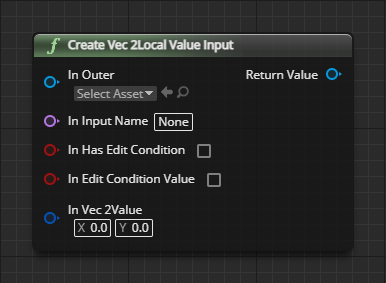 f Create Vec 2Local Value Input
In Outer
Return Value
Select Asset
In Input Name None
In Has Edit Condition
In Edit Condition Value
In Vec 2Value
X 0.0 Y 0.0